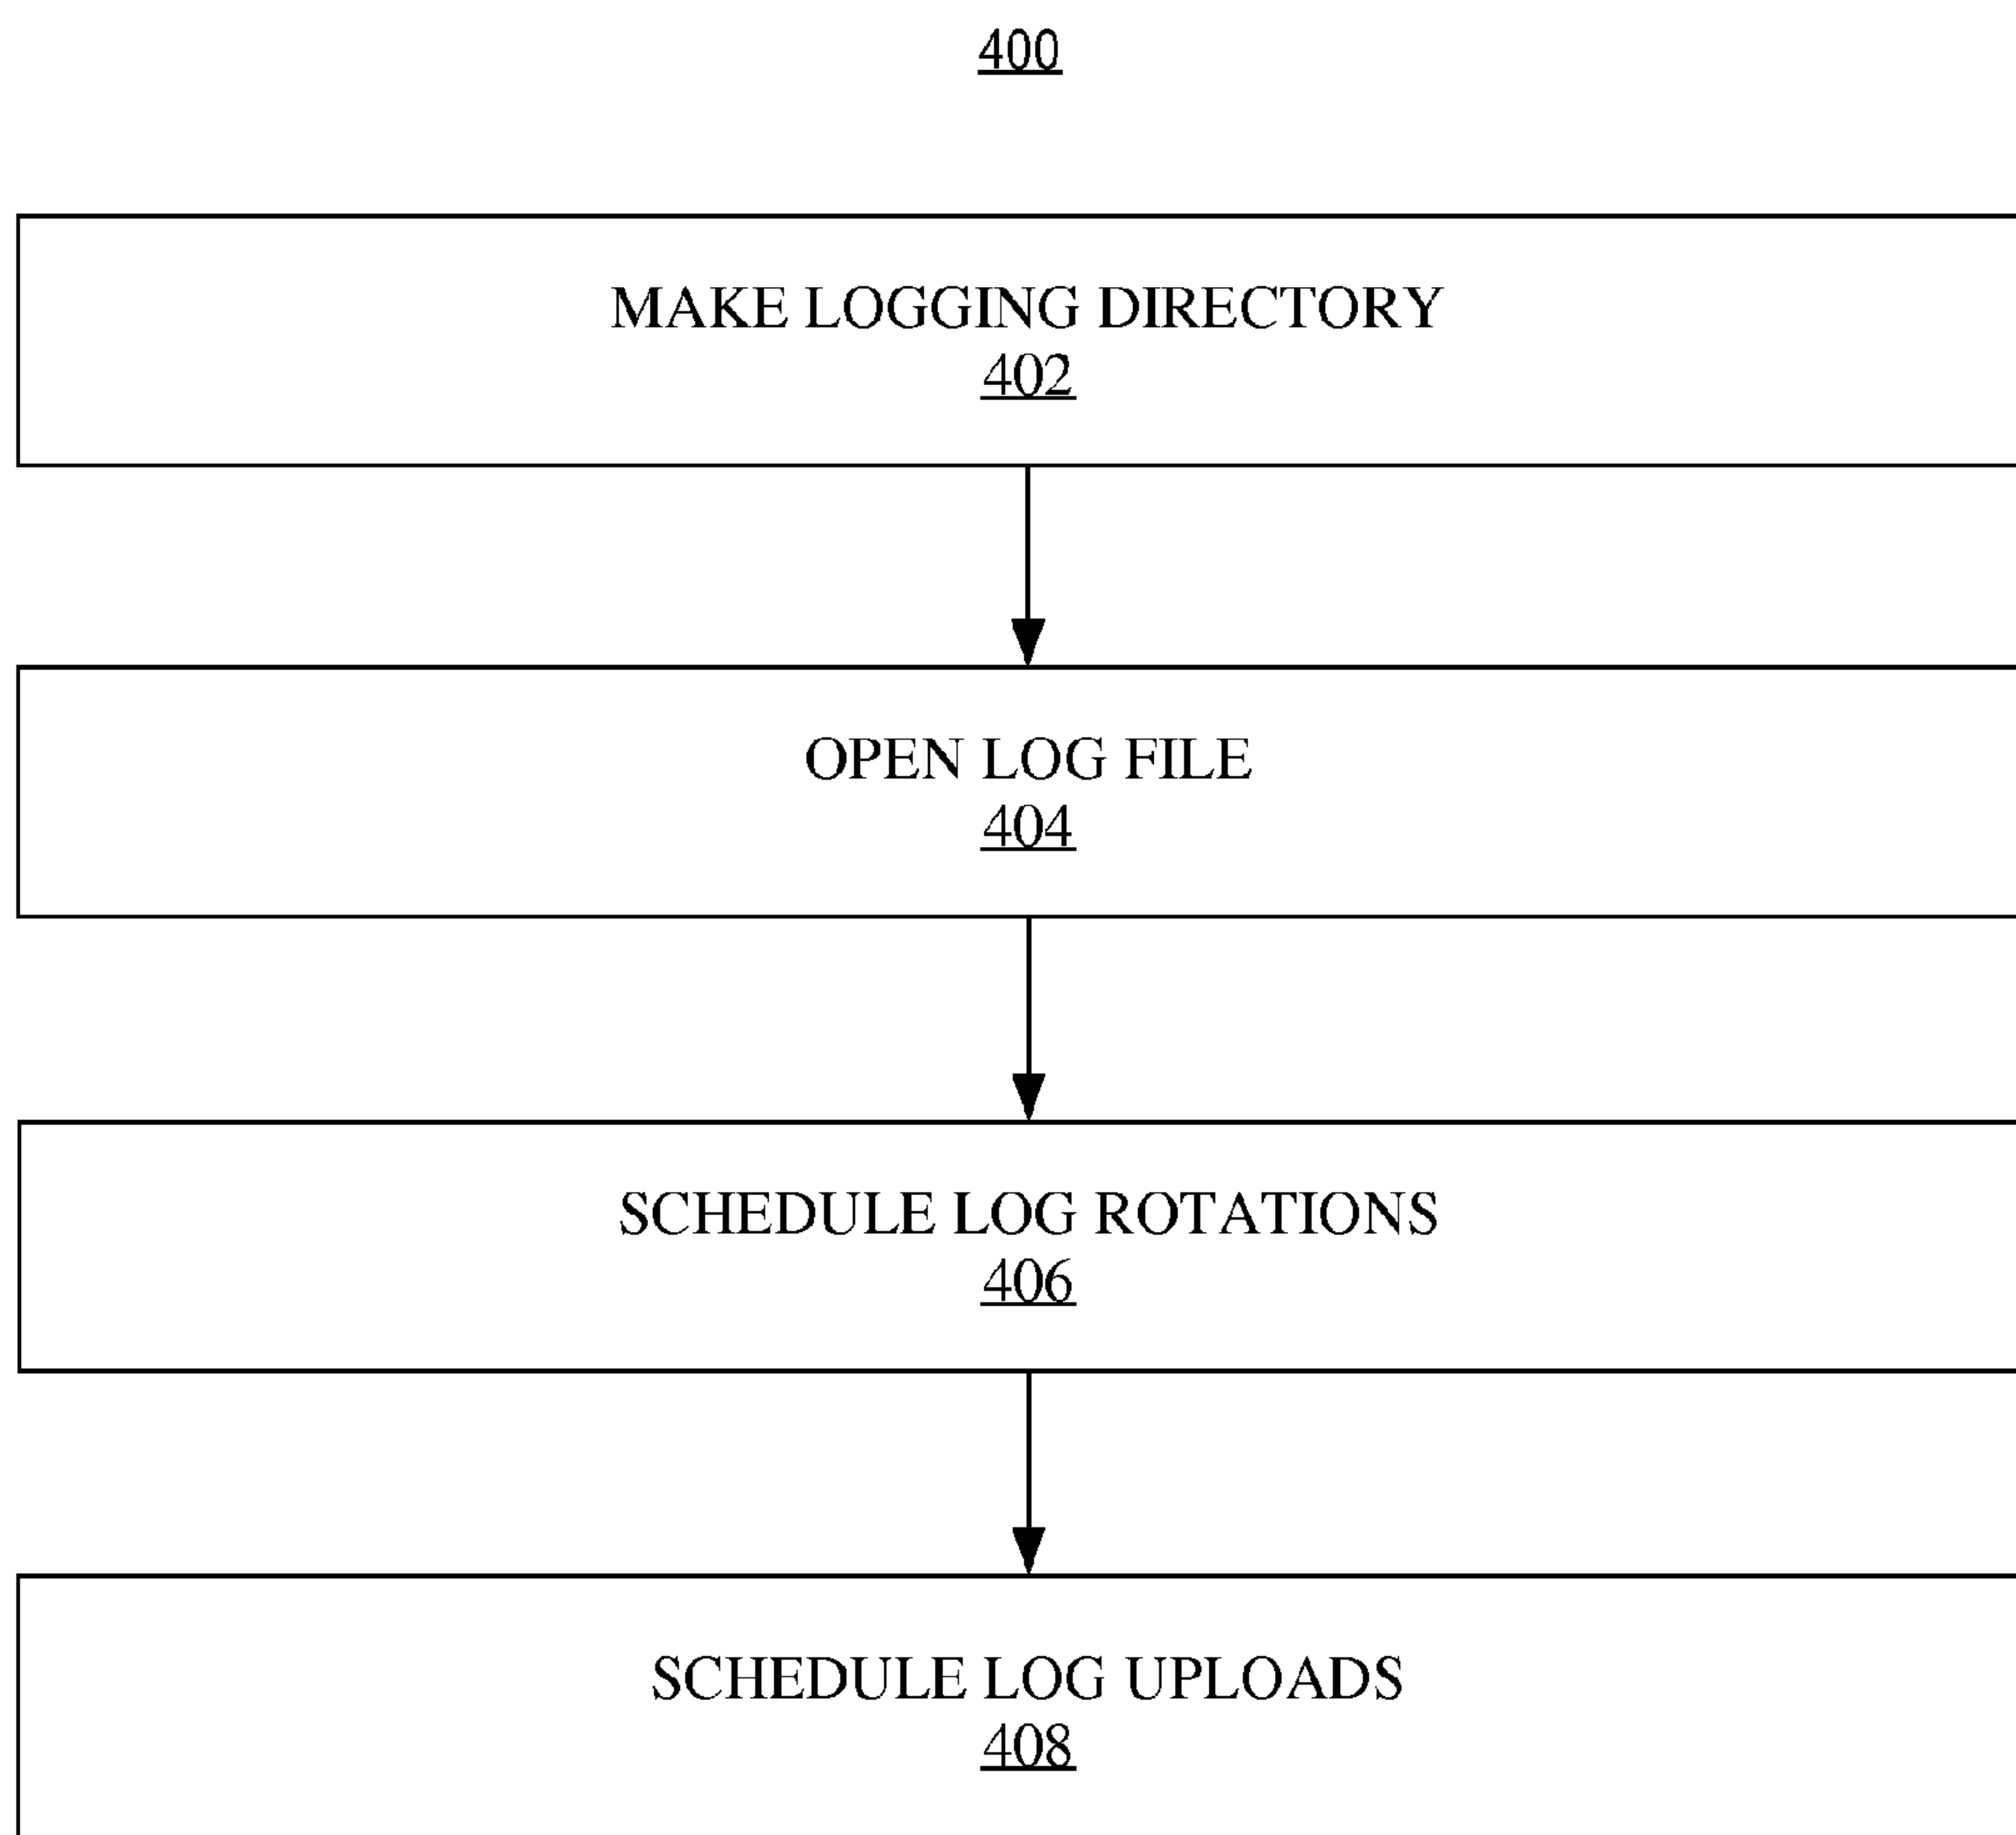 400
MAKE LOGGING DIRECTORY
402
OPEN LOG FILE
404
SCHEDULE LOG ROTATIONS
406
SCHEDULE LOG UPLOADS
408